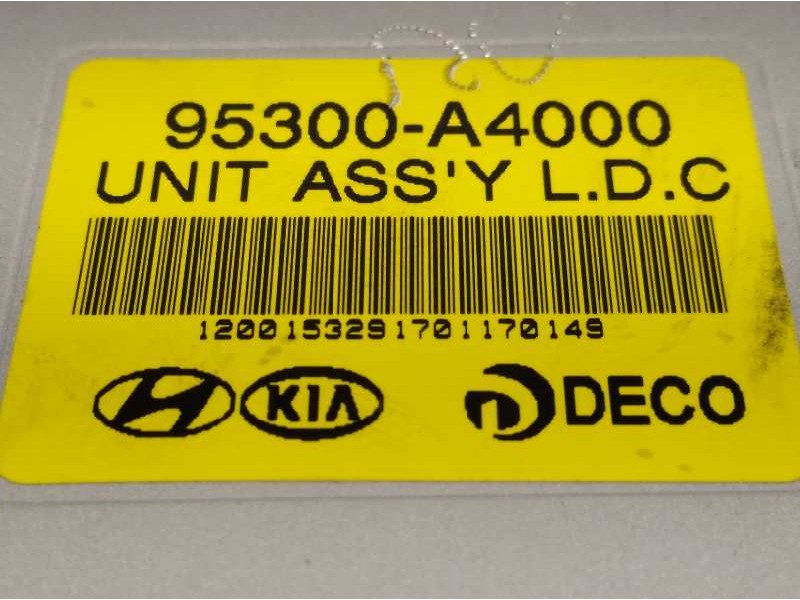 95300-A4000
UNIT ASS'Y L.D.C
1200153291701170149
KIA DECO